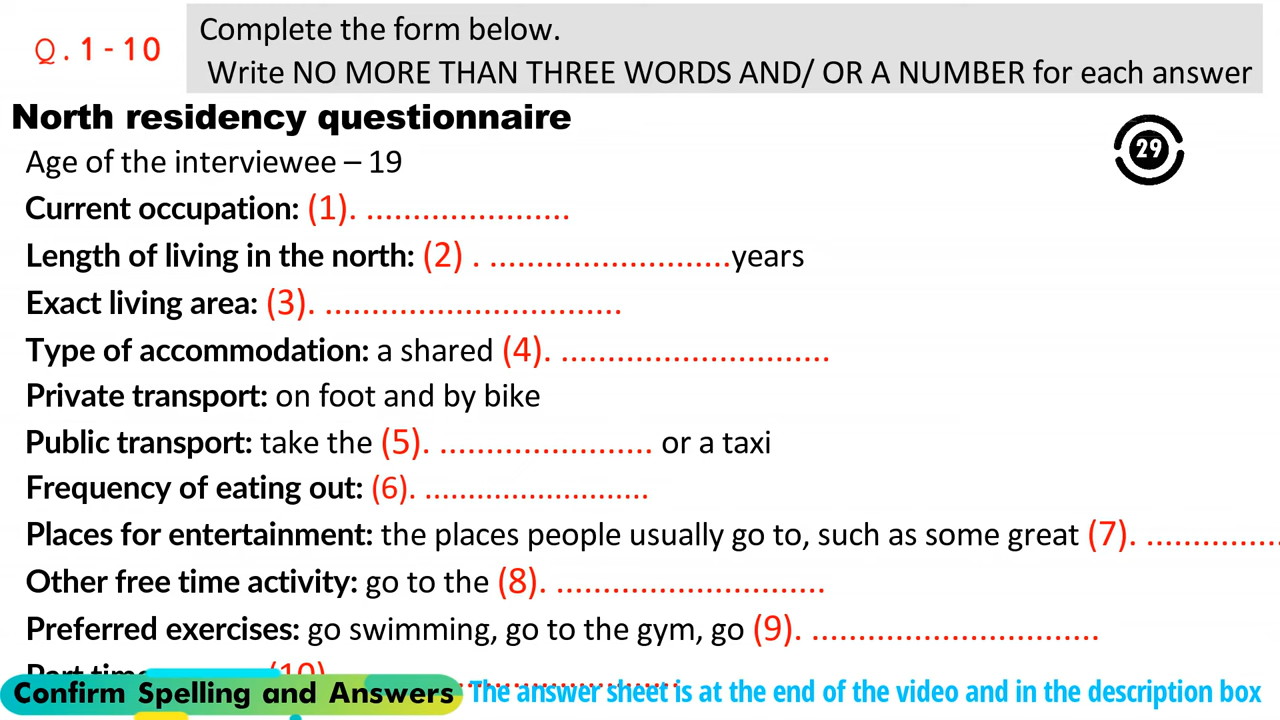 Q.1-10
Complete the form below.
Write NO MORE THAN THREE WORDS AND/ OR A NUMBER for each answer
North residency questionnaire
29
Age of the interviewee – 19
Current occupation: (1). ......................
Length of living in the north: (2) . ..........................years
Exact living area: (3). ................................
Type of accommodation: a shared (4). .............................
Private transport: on foot and by bike
Public transport: take the (5). ....................... or a taxi
Frequency of eating out: (6). ........................
Places for entertainment: the places people usually go to, such as some great (7). ..............
Other free time activity: go to the (8). .............................
Preferred exercises: go swimming, go to the gym, go (9). ...............................
(10)
Confirm Spelling and Answers The answer sheet is at the end of the video and in the description box